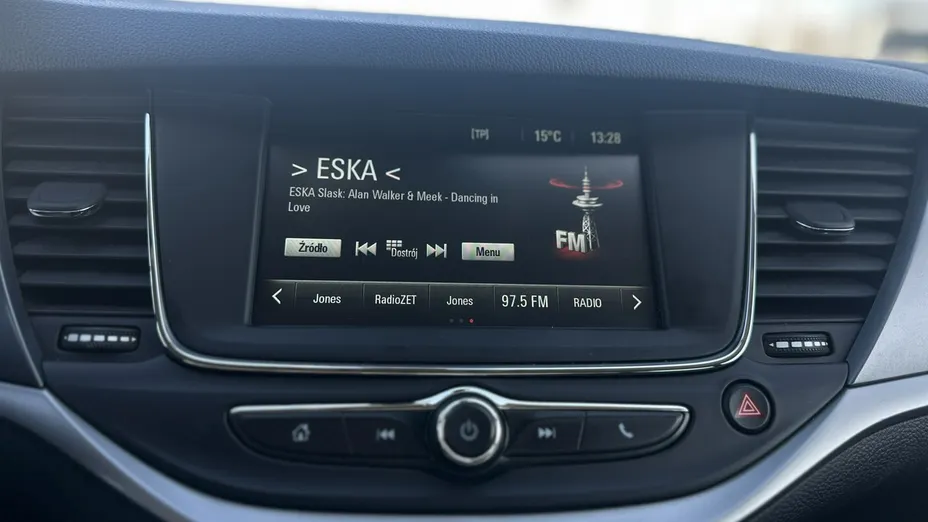 [TP] 15°C 13:28
> ESKA <
ESKA Slask: Alan Walker & Meek - Dancing in
Love
FM
Źródło Dostrój Menu
Jones RadioZET Jones 97.5 FM RADIO